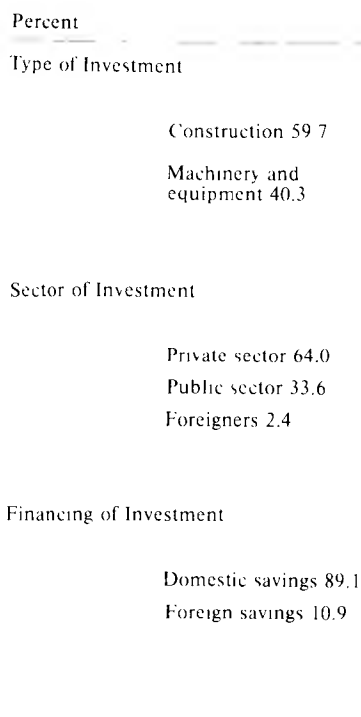 Percent
Type of Investment
Construction 59 7
Machinery and
equipment 40.3
Sector of Investment
Private sector 64.0
Public sector 33.6
Foreigners 2.4
Financing of Investment
Domestic savings 89.1
Foreign savings 10.9